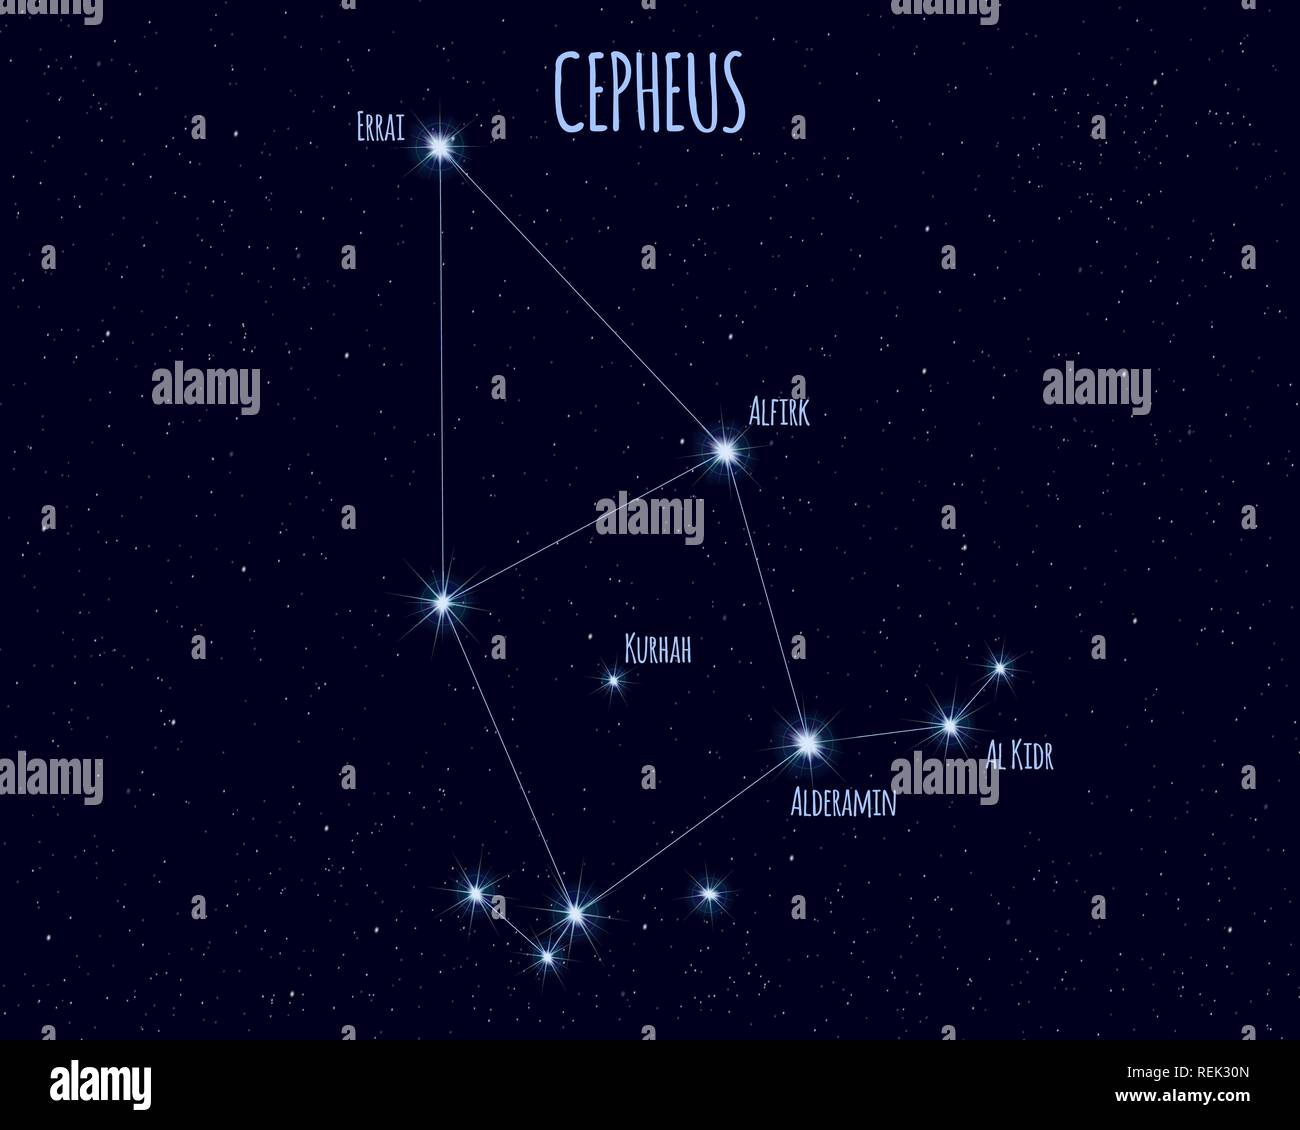 CEPHEUS
ERRAI
ALFIRK
KURHAH
AL KIDR
ALDERAMIN
a a a a
a a a a a
alamy a a alamy
alamy
a a a a
a a a a
alamy alamy alamy
a a a a
a a a a a
alamy
Image ID: REK30N
www.alamy.com